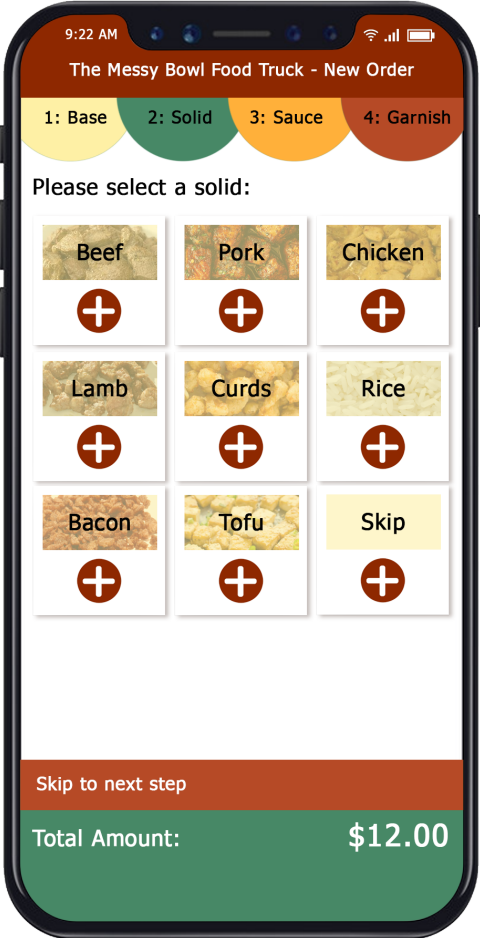 9:22 AM
The Messy Bowl Food Truck - New Order
1: Base 2: Solid 3: Sauce 4: Garnish
Please select a solid:
Beef Pork Chicken
Lamb Curds Rice
Bacon Tofu Skip
Skip to next step
Total Amount: $12.00